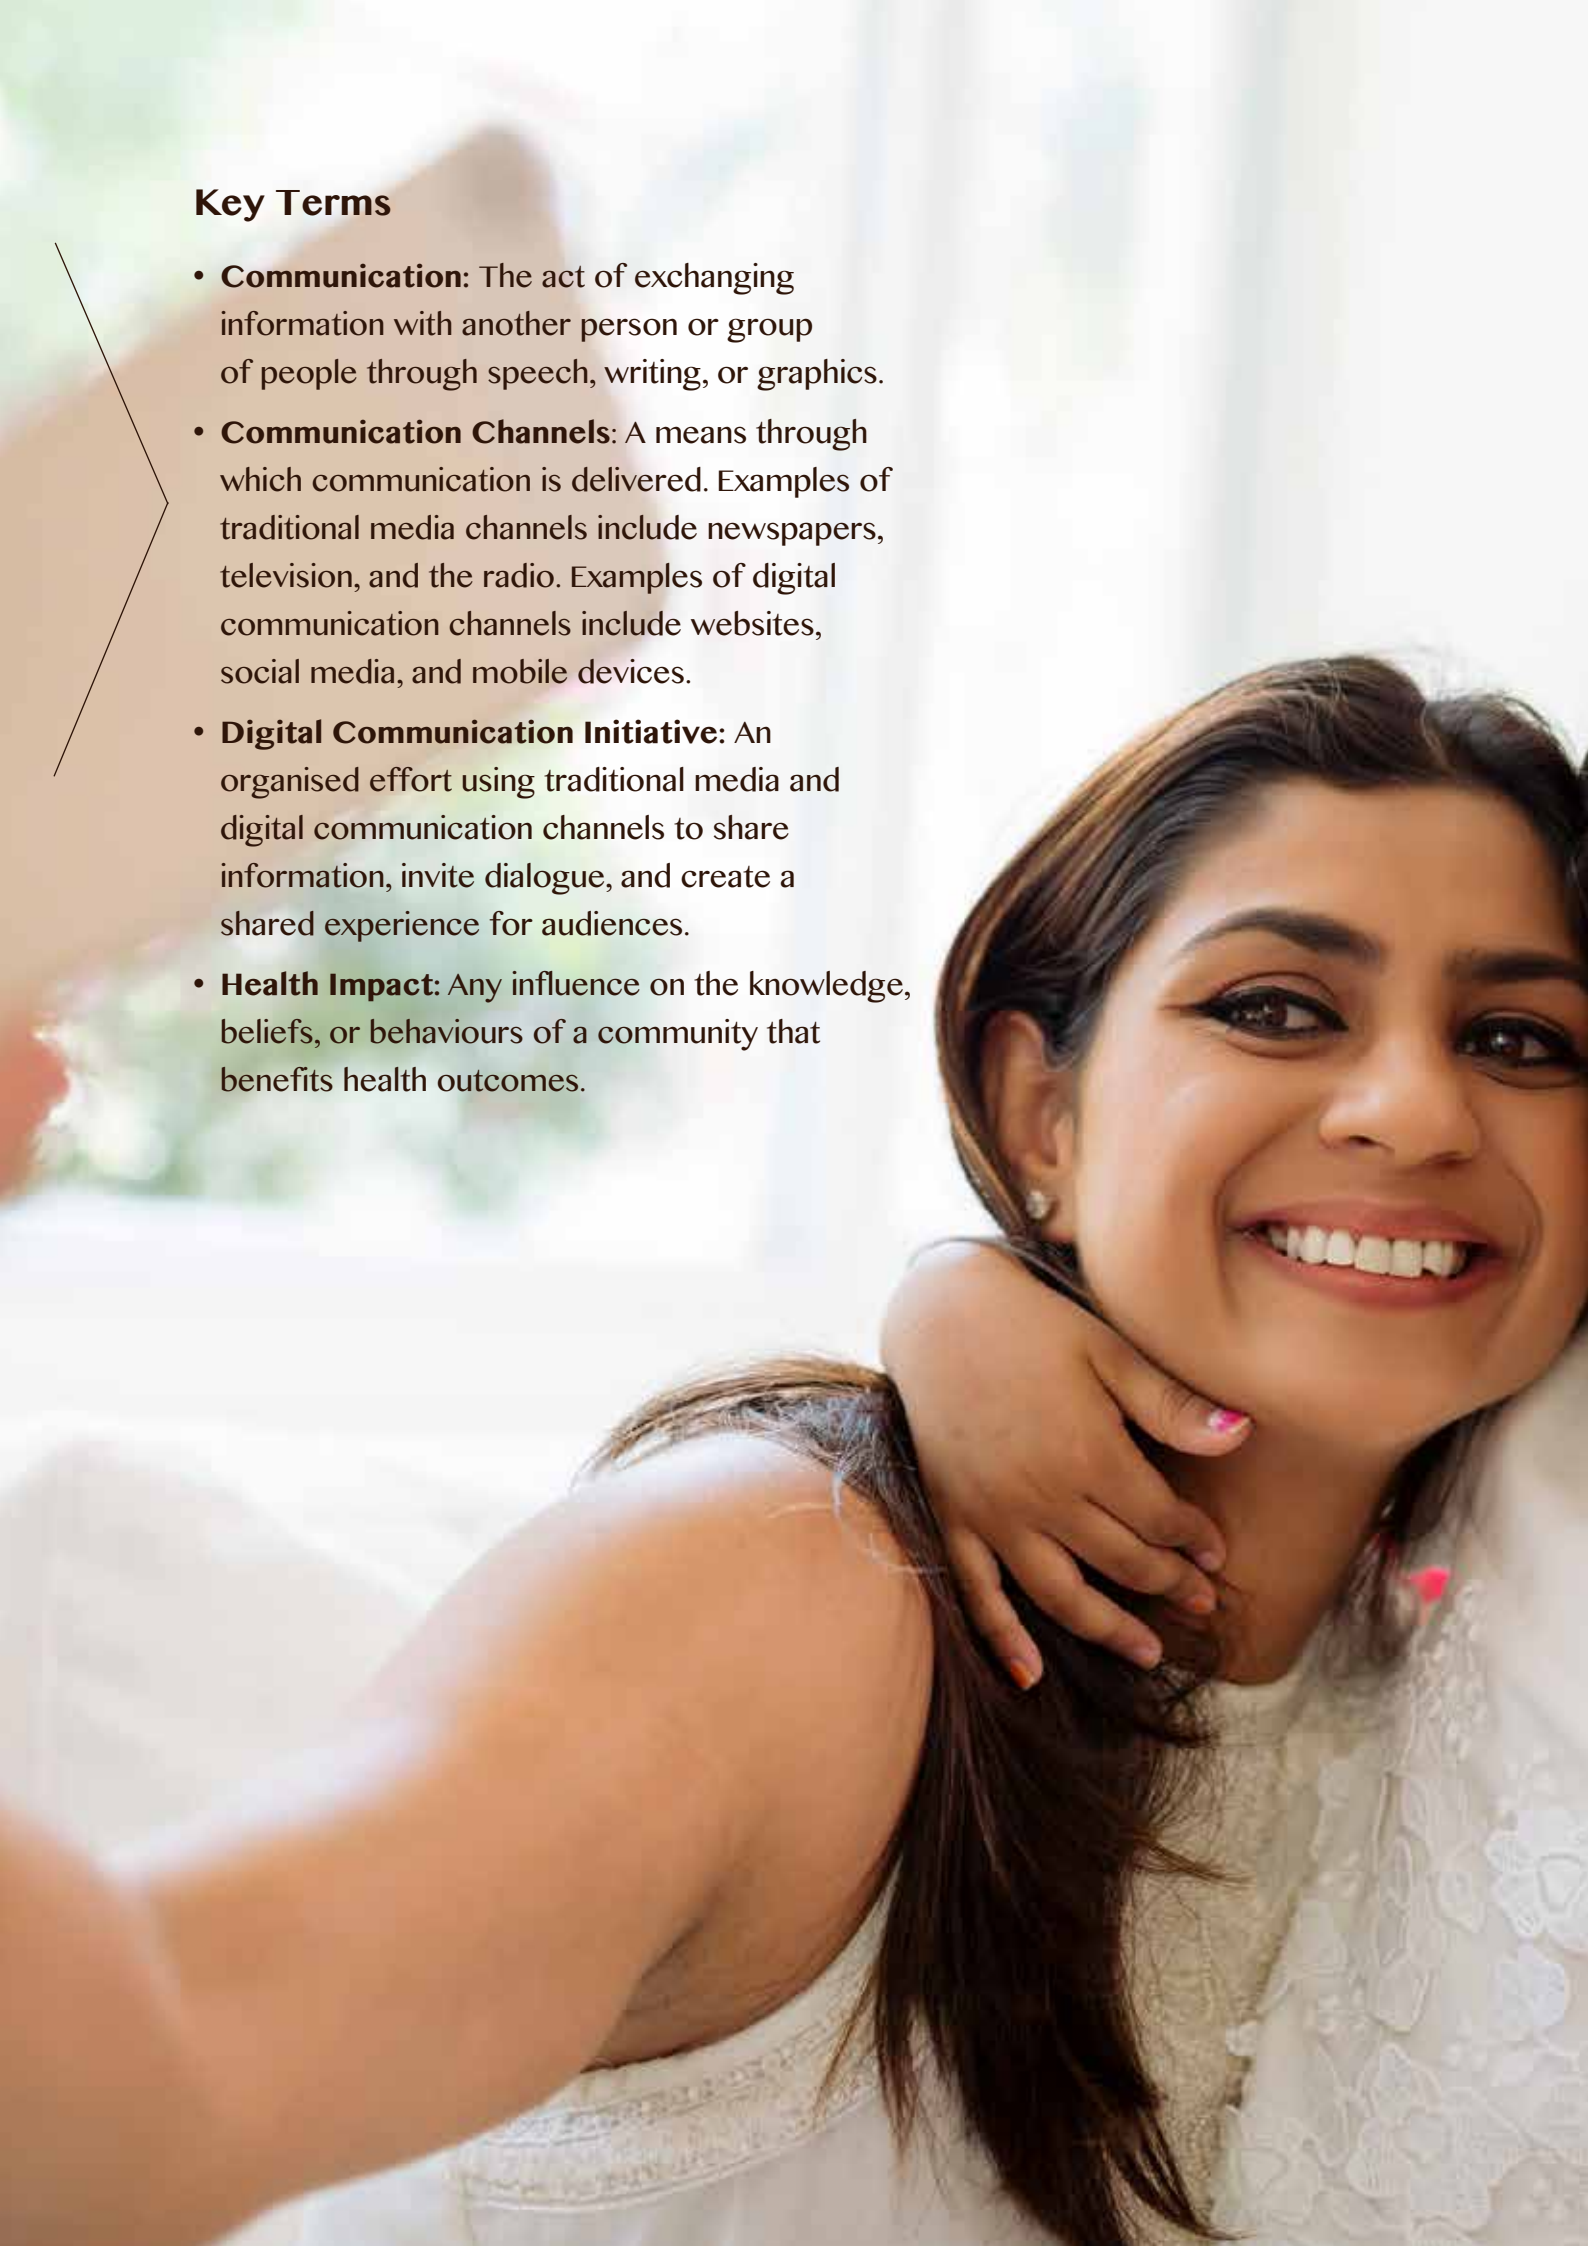 Key Terms
• Communication: The act of exchanging
information with another person or group
of people through speech, writing, or graphics.
• Communication Channels: A means through
which communication is delivered. Examples of
traditional media channels include newspapers,
television, and the radio. Examples of digital
communication channels include websites,
social media, and mobile devices.
• Digital Communication Initiative: An
organised effort using traditional media and
digital communication channels to share
information, invite dialogue, and create a
shared experience for audiences.
• Health Impact: Any influence on the knowledge,
beliefs, or behaviours of a community that
benefits health outcomes.